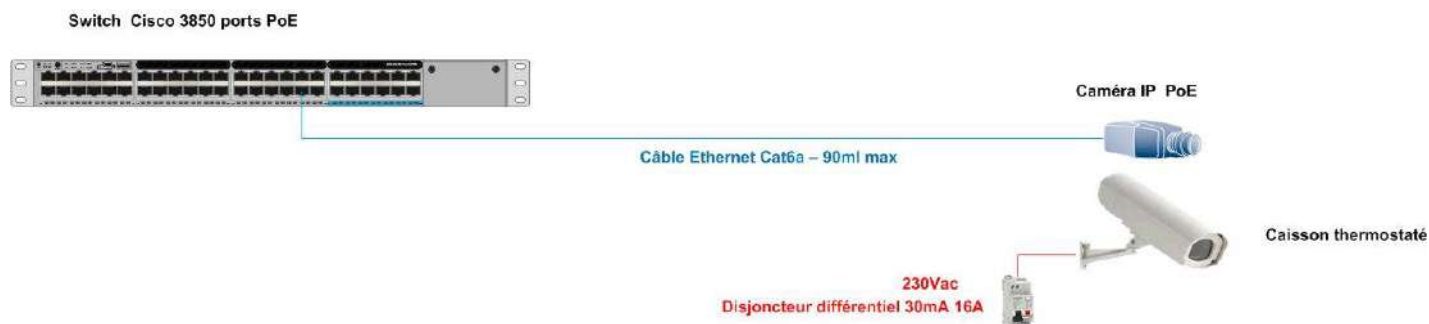 Switch Cisco 3850 ports PoE
Caméra IP PoE
Câble Ethernet Cat6a – 90ml max
Caisson thermostaté
230Vac
Disjoncteur différentiel 30mA 16A